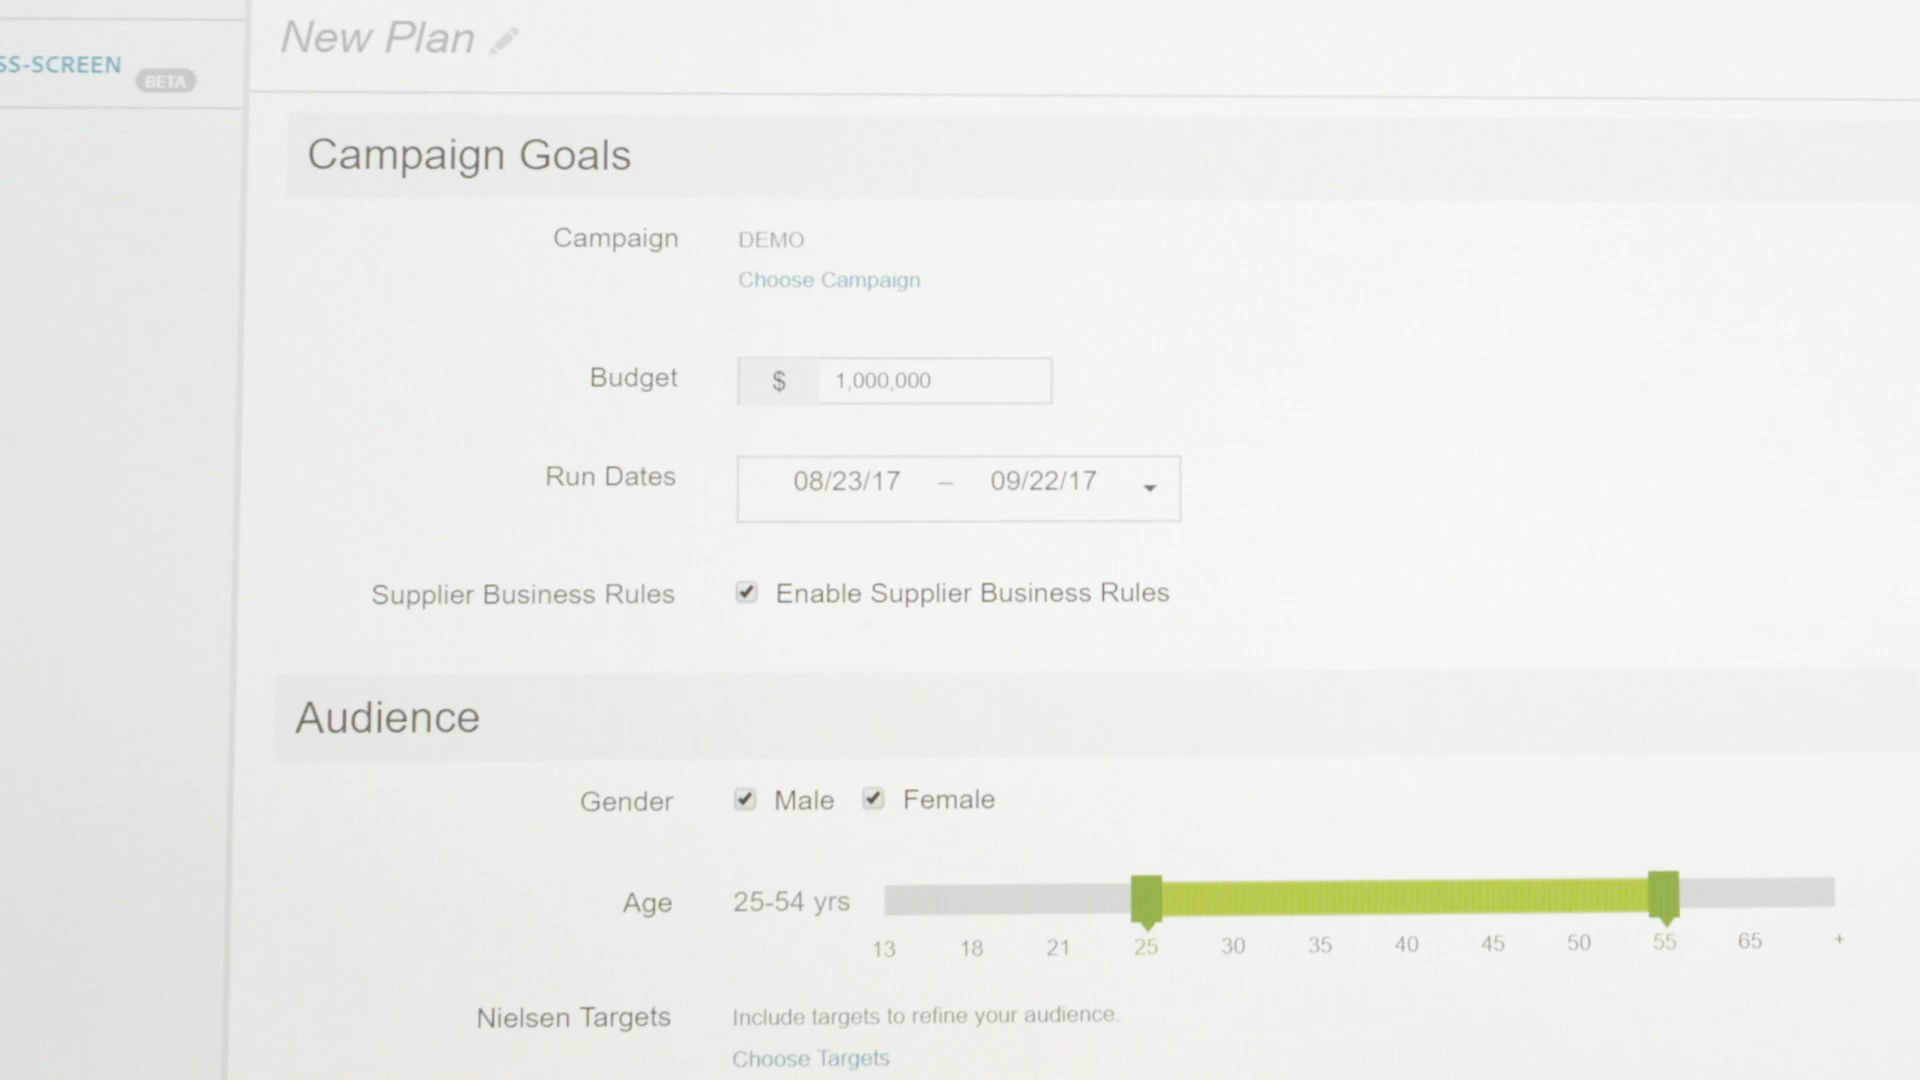 New Plan
SS-SCREEN
BETA
Campaign Goals
Campaign DEMO
Choose Campaign
Budget $ 1,000,000
Run Dates 08/23/17 – 09/22/17
Supplier Business Rules Enable Supplier Business Rules
Audience
Gender Male Female
Age 25-54 yrs
13 18 21 25 30 35 40 45 50 55 65 +
Nielsen Targets Include targets to refine your audience.
Choose Targets